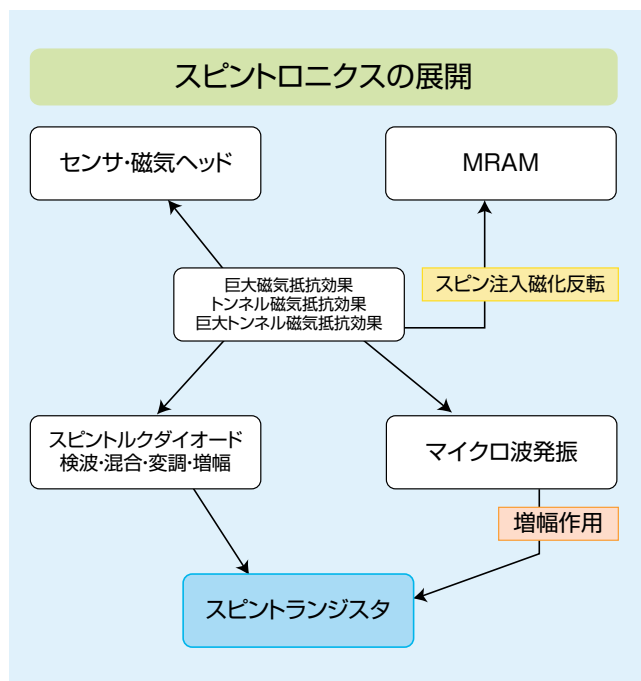 スピントロニクスの展開
センサ・磁気ヘッド
MRAM
巨大磁気抵抗効果
トンネル磁気抵抗効果
巨大トンネル磁気抵抗効果
スピン注入磁化反転
スピントルクダイオード
検波・混合・変調・増幅
マイクロ波発振
増幅作用
スピントランジスタ